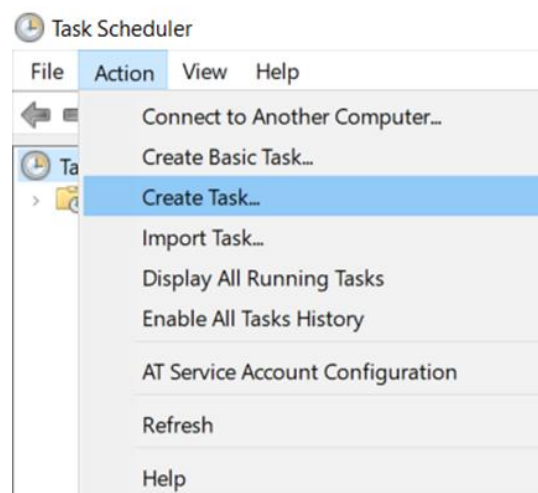 Task Scheduler
File Action View Help
Connect to Another Computer...
Ta
Create Basic Task...
Create Task...
Import Task...
Display All Running Tasks
Enable All Tasks History
AT Service Account Configuration
Refresh
Help